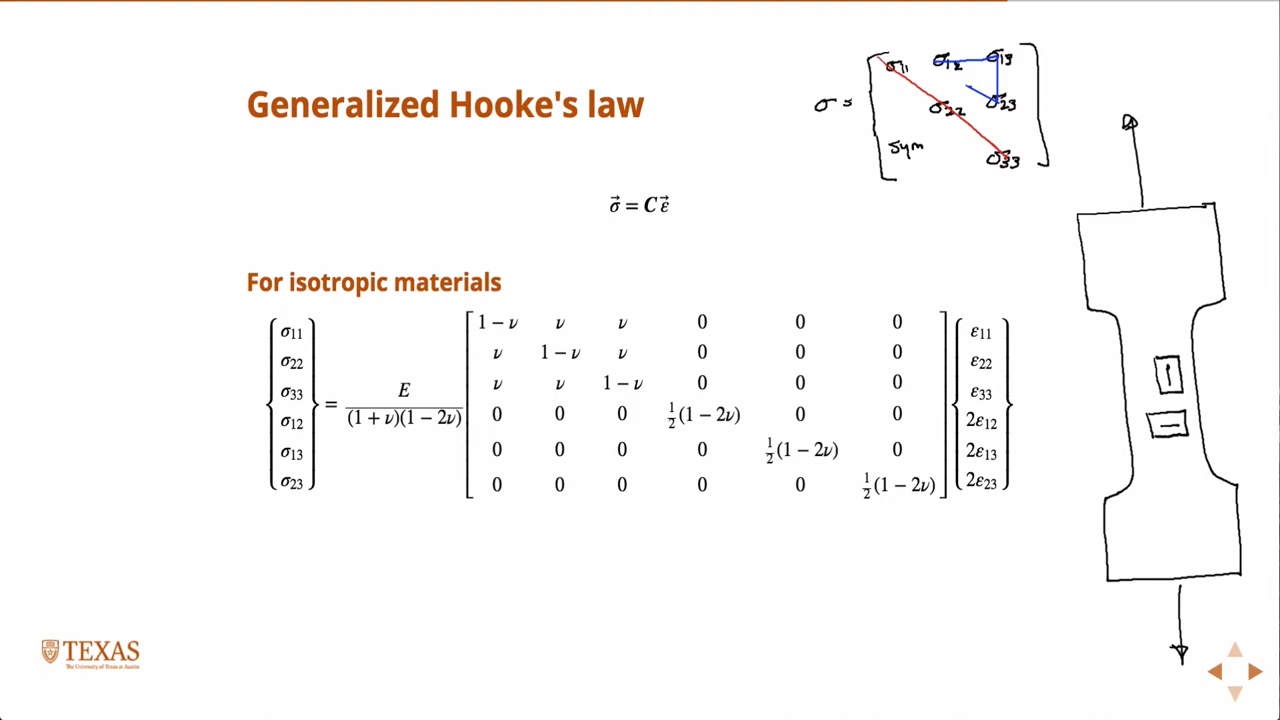 Generalized Hooke's law
σ = [σ11 σ12 σ13
σ22 σ23
sym σ33]
σ⃗ = Cε⃗
For isotropic materials
{σ11 σ22 σ33 σ12 σ13 σ23} = E / (1 + ν)(1 − 2ν)
[1 − ν ν ν 0 0 0
ν 1 − ν ν 0 0 0
ν ν 1 − ν 0 0 0
0 0 0 ½(1 − 2ν) 0 0
0 0 0 0 ½(1 − 2ν) 0
0 0 0 0 0 ½(1 − 2ν)]
{ε11 ε22 ε33 2ε12 2ε13 2ε23}
TEXAS
The University of Texas at Austin